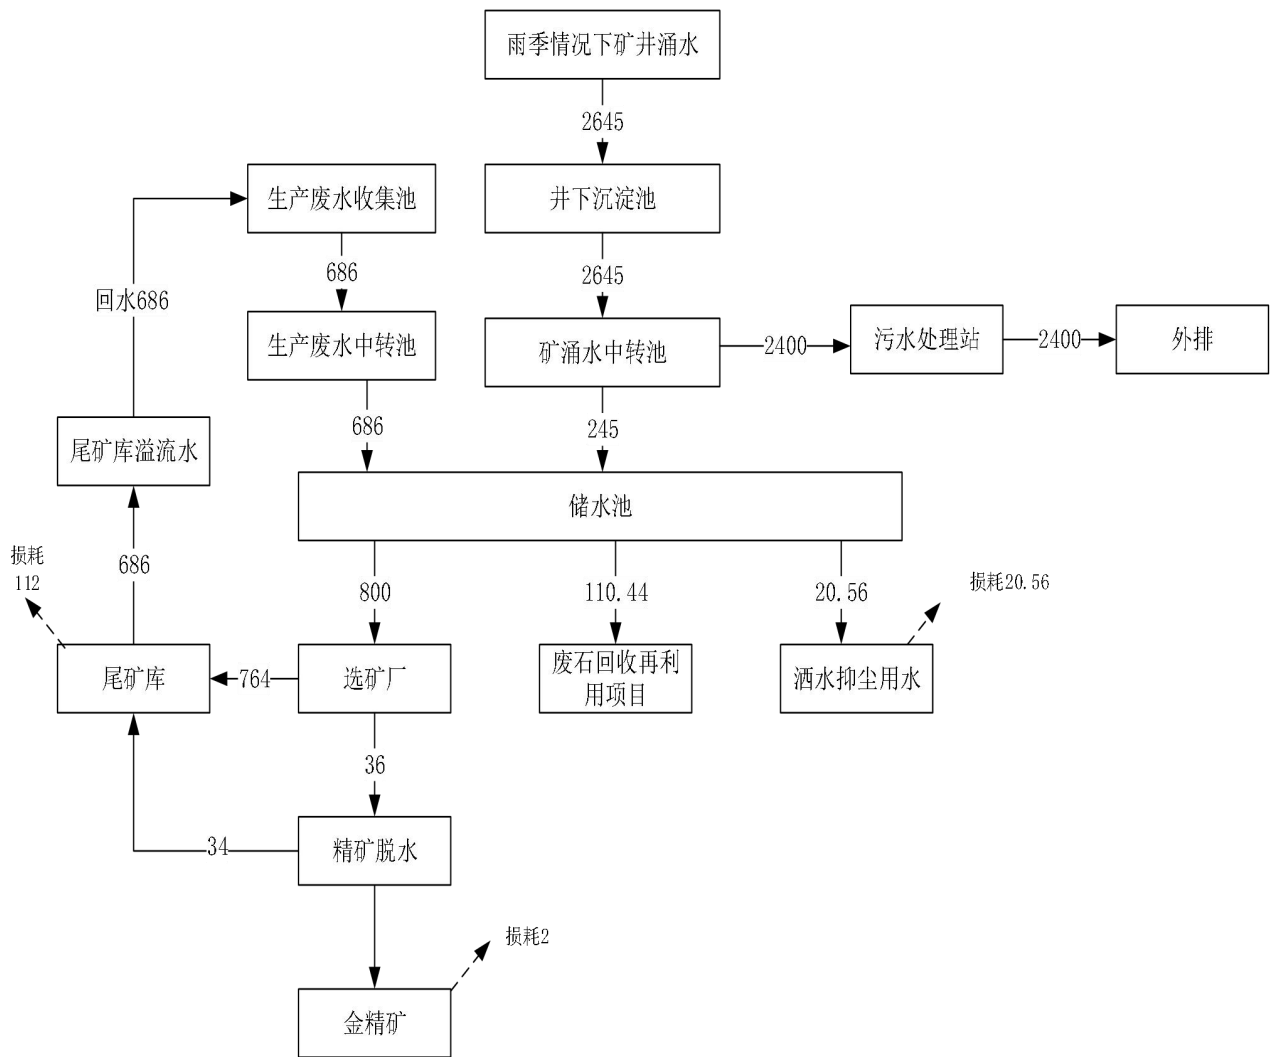 雨季情况下矿井涌水
2645
生产废水收集池
井下沉淀池
686
2645
回水686
生产废水中转池
矿涌水中转池
2400
污水处理站
2400
外排
686
245
尾矿库溢流水
储水池
损耗
112
686
800
110.44
20.56
损耗20.56
尾矿库
764
选矿厂
废石回收再利
用项目
洒水抑尘用水
36
34
精矿脱水
损耗2
金精矿